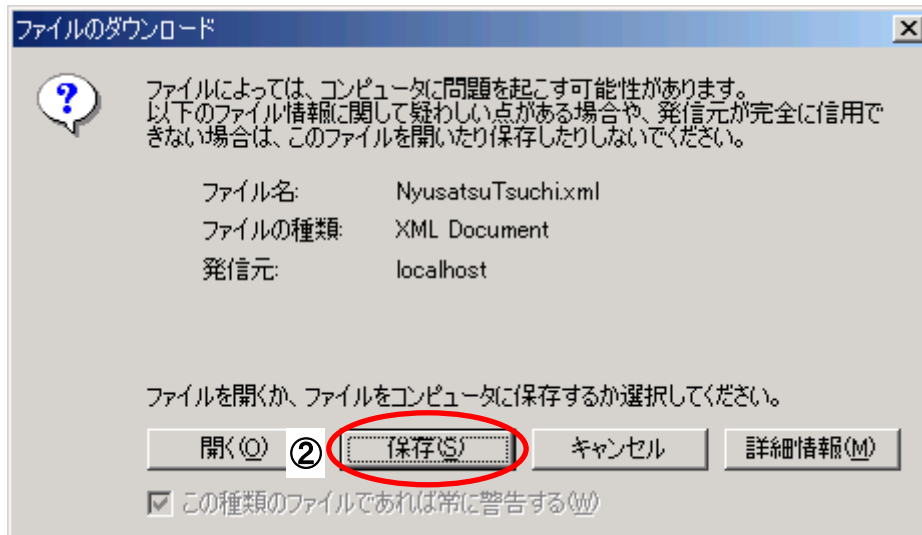 ファイルのダウンロード
ファイルによっては、コンピュータに問題を起こす可能性があります。
以下のファイル情報に関して疑わしい点がある場合や、発信元が完全に信用で
きない場合は、このファイルを開いたり保存したりしないでください。
ファイル名: NyusatsuTsuchi.xml
ファイルの種類: XML Document
発信元: localhost
ファイルを開くか、ファイルをコンピュータに保存するか選択してください。
開く(O) ② 保存(S) キャンセル 詳細情報(M)
この種類のファイルであれば常に警告する(W)